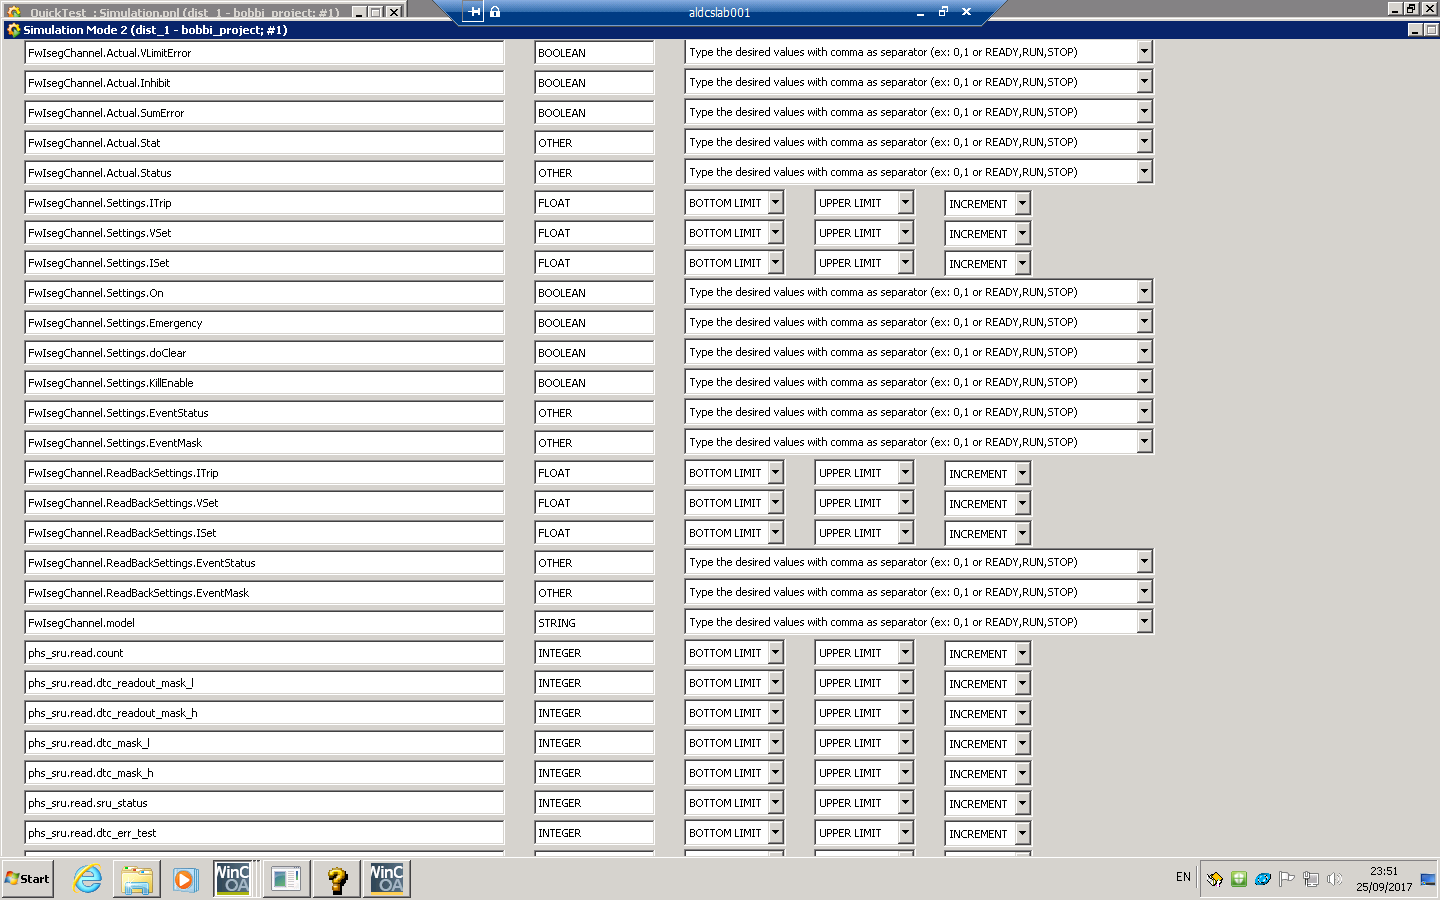 QuickTest_: Simulation.pnl (dist_1 - bobbi_project; #1)
aldcslab001
Simulation Mode 2 (dist_1 - bobbi_project; #1)
FwIsegChannel.Actual.VLimitError BOOLEAN Type the desired values with comma as separator (ex: 0,1 or READY,RUN,STOP)
FwIsegChannel.Actual.Inhibit BOOLEAN Type the desired values with comma as separator (ex: 0,1 or READY,RUN,STOP)
FwIsegChannel.Actual.SumError BOOLEAN Type the desired values with comma as separator (ex: 0,1 or READY,RUN,STOP)
FwIsegChannel.Actual.Stat OTHER Type the desired values with comma as separator (ex: 0,1 or READY,RUN,STOP)
FwIsegChannel.Actual.Status OTHER Type the desired values with comma as separator (ex: 0,1 or READY,RUN,STOP)
FwIsegChannel.Settings.ITrip FLOAT BOTTOM LIMIT UPPER LIMIT INCREMENT
FwIsegChannel.Settings.VSet FLOAT BOTTOM LIMIT UPPER LIMIT INCREMENT
FwIsegChannel.Settings.ISet FLOAT BOTTOM LIMIT UPPER LIMIT INCREMENT
FwIsegChannel.Settings.On BOOLEAN Type the desired values with comma as separator (ex: 0,1 or READY,RUN,STOP)
FwIsegChannel.Settings.Emergency BOOLEAN Type the desired values with comma as separator (ex: 0,1 or READY,RUN,STOP)
FwIsegChannel.Settings.doClear BOOLEAN Type the desired values with comma as separator (ex: 0,1 or READY,RUN,STOP)
FwIsegChannel.Settings.KillEnable BOOLEAN Type the desired values with comma as separator (ex: 0,1 or READY,RUN,STOP)
FwIsegChannel.Settings.EventStatus OTHER Type the desired values with comma as separator (ex: 0,1 or READY,RUN,STOP)
FwIsegChannel.Settings.EventMask OTHER Type the desired values with comma as separator (ex: 0,1 or READY,RUN,STOP)
FwIsegChannel.ReadBackSettings.ITrip FLOAT BOTTOM LIMIT UPPER LIMIT INCREMENT
FwIsegChannel.ReadBackSettings.VSet FLOAT BOTTOM LIMIT UPPER LIMIT INCREMENT
FwIsegChannel.ReadBackSettings.ISet FLOAT BOTTOM LIMIT UPPER LIMIT INCREMENT
FwIsegChannel.ReadBackSettings.EventStatus OTHER Type the desired values with comma as separator (ex: 0,1 or READY,RUN,STOP)
FwIsegChannel.ReadBackSettings.EventMask OTHER Type the desired values with comma as separator (ex: 0,1 or READY,RUN,STOP)
FwIsegChannel.model STRING Type the desired values with comma as separator (ex: 0,1 or READY,RUN,STOP)
phs_sru.read.count INTEGER BOTTOM LIMIT UPPER LIMIT INCREMENT
phs_sru.read.dtc_readout_mask_l INTEGER BOTTOM LIMIT UPPER LIMIT INCREMENT
phs_sru.read.dtc_readout_mask_h INTEGER BOTTOM LIMIT UPPER LIMIT INCREMENT
phs_sru.read.dtc_mask_l INTEGER BOTTOM LIMIT UPPER LIMIT INCREMENT
phs_sru.read.dtc_mask_h INTEGER BOTTOM LIMIT UPPER LIMIT INCREMENT
phs_sru.read.sru_status INTEGER BOTTOM LIMIT UPPER LIMIT INCREMENT
phs_sru.read.dtc_err_test INTEGER BOTTOM LIMIT UPPER LIMIT INCREMENT
Start WinCC OA WinCC OA EN 23:51
25/09/2017